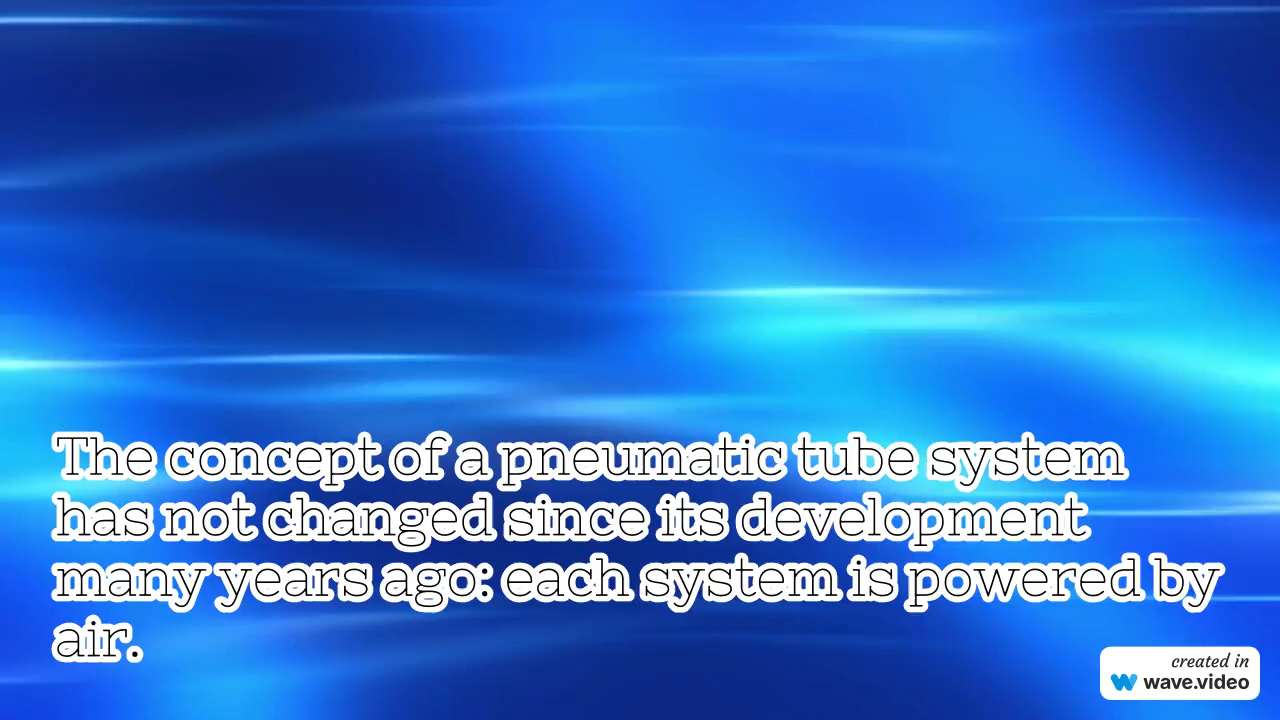 The concept of a pneumatic tube system
has not changed since its development
many years ago: each system is powered by
air.
created in
wave.video